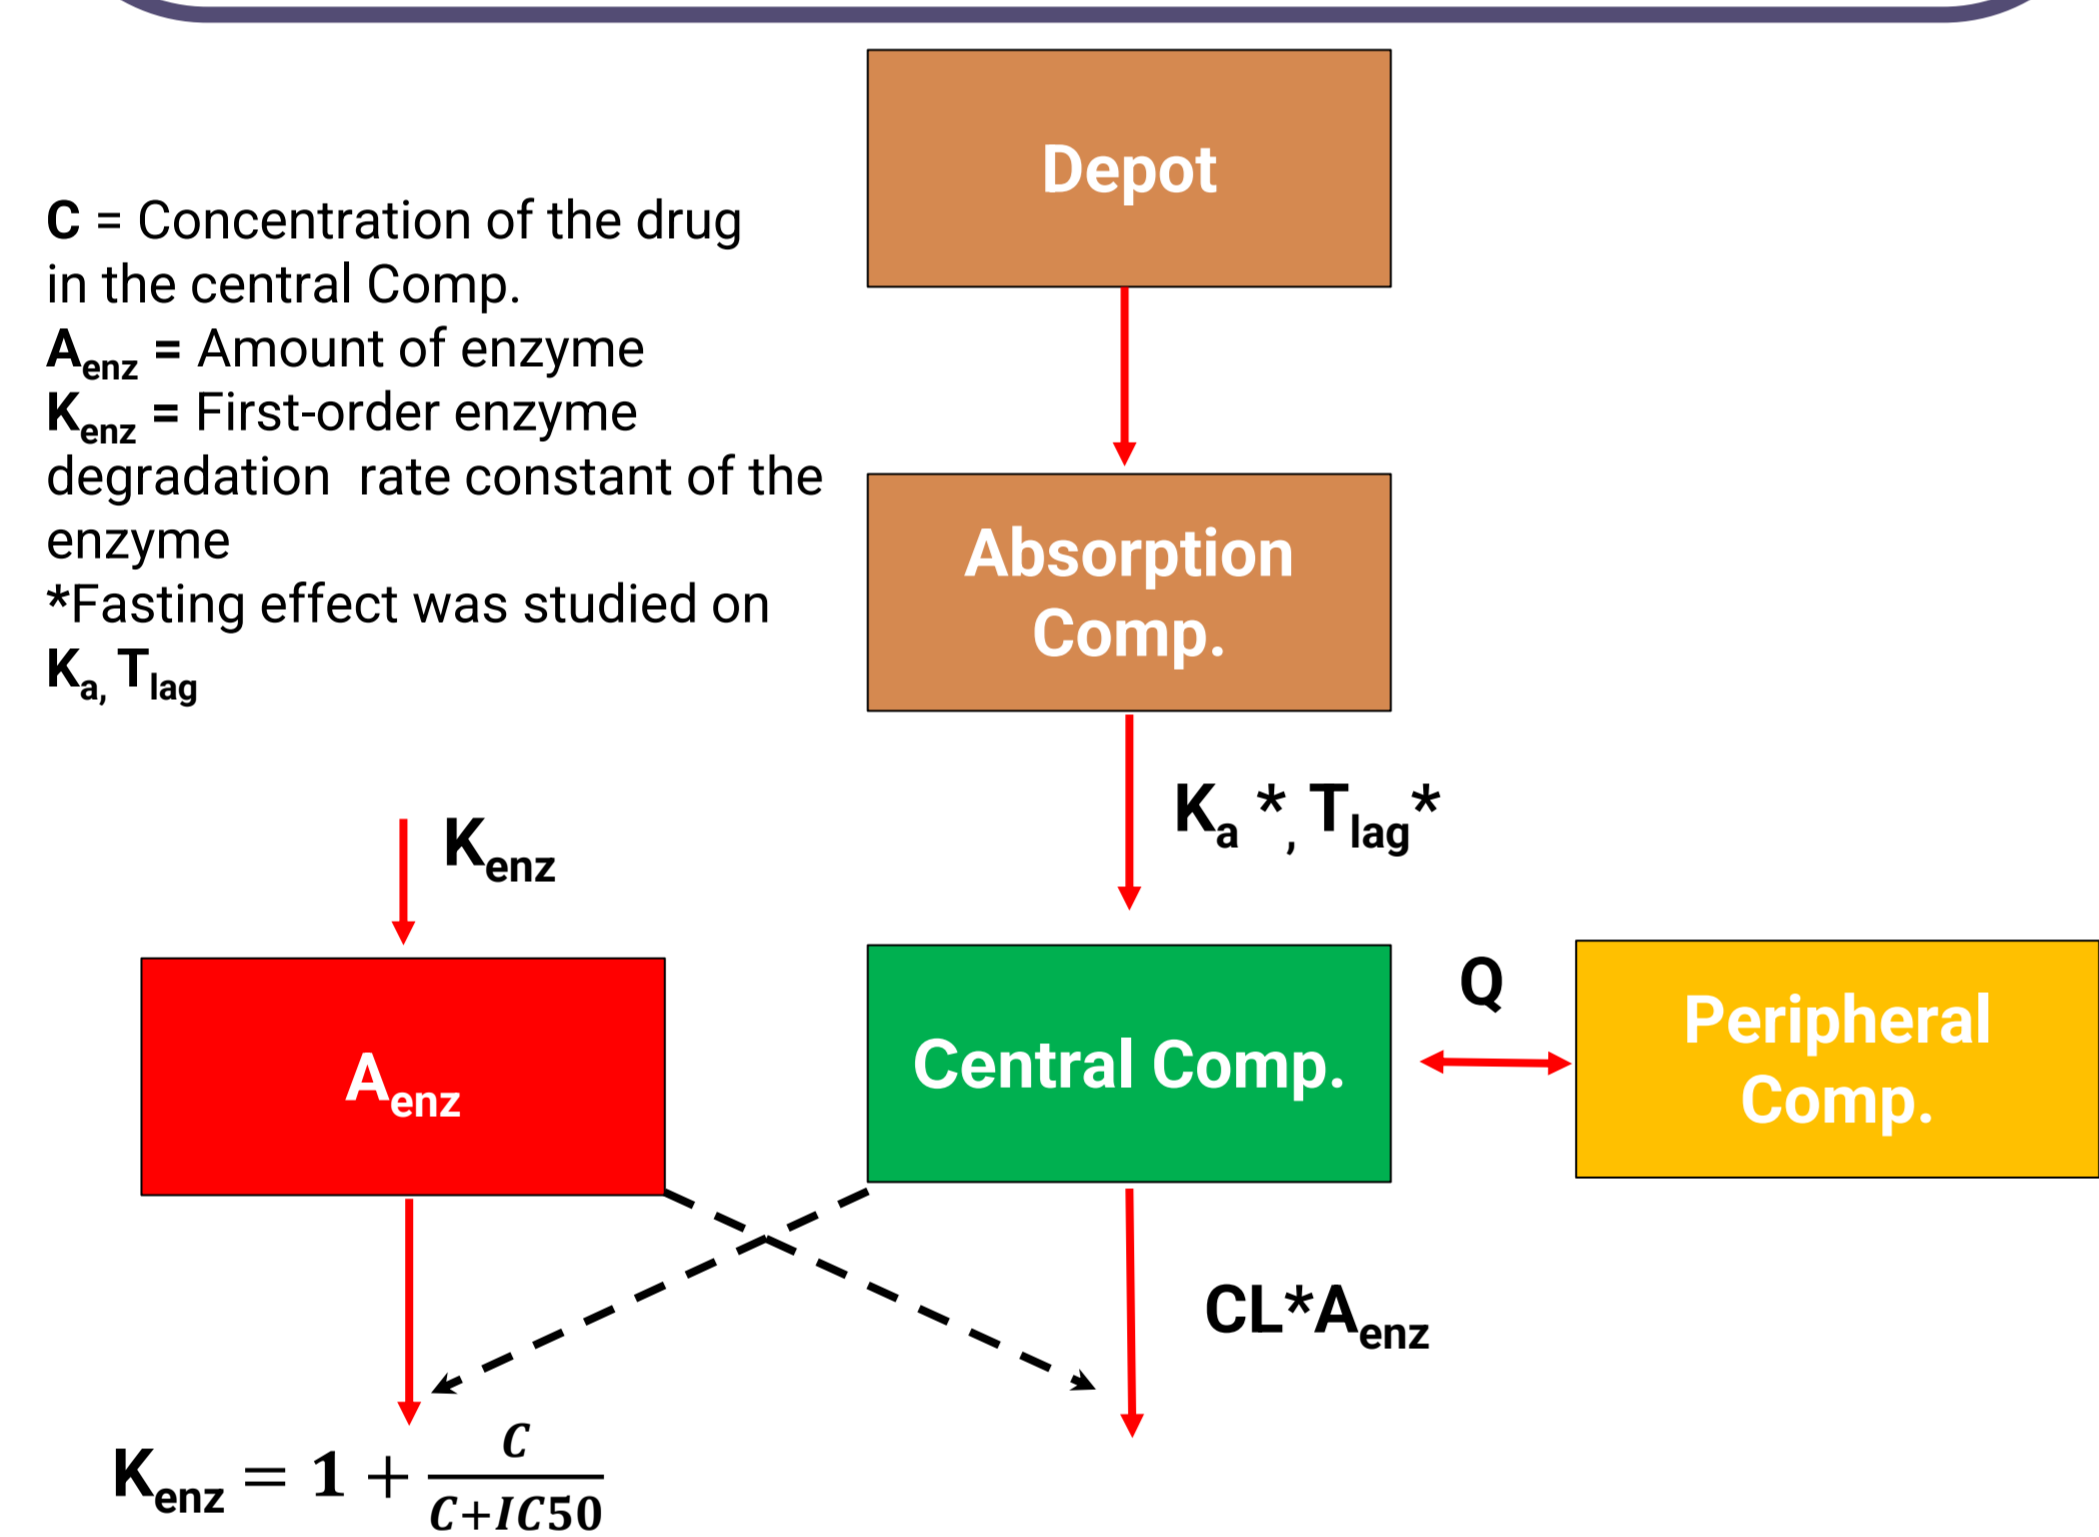 Depot
C = Concentration of the drug
in the central Comp.
Aenz = Amount of enzyme
Kenz = First-order enzyme
degradation rate constant of the
enzyme
*Fasting effect was studied on
Ka, Tlag
Absorption
Comp.
Ka *, Tlag*
Kenz
Aenz
Central Comp.
Q
Peripheral
Comp.
CL*Aenz
Kenz = 1 + C / C+IC50